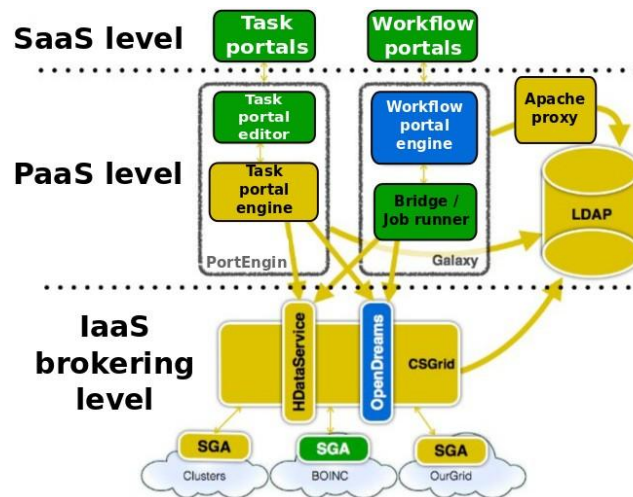 SaaS level
Task
portals
Workflow
portals
Task
portal
editor
Workflow
portal
engine
Apache
proxy
PaaS level
Task
portal
engine
Bridge /
Job runner
LDAP
PortEngin
Galaxy
IaaS
brokering
level
HDataService
OpenDreams
CSGrid
SGA
SGA
SGA
Clusters
BOINC
OurGrid